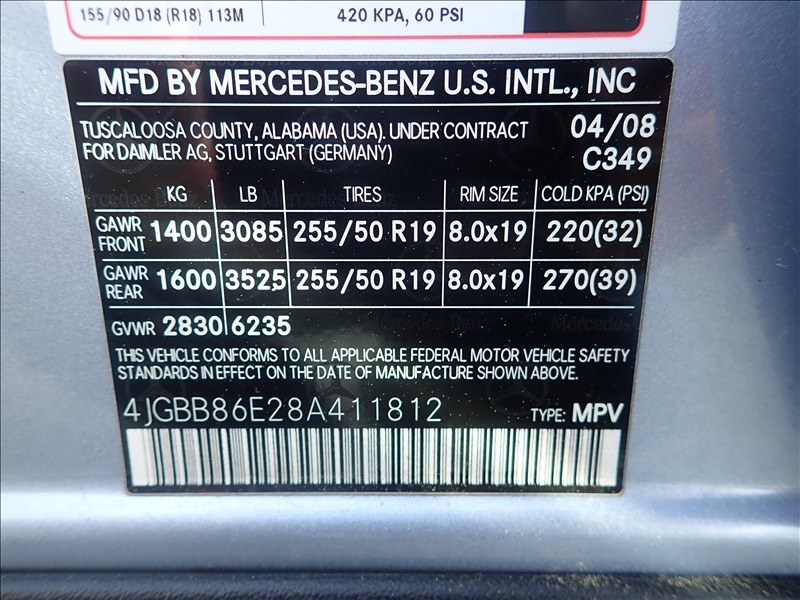 155/90 D18 (R18) 113M 420 KPA, 60 PSI
MFD BY MERCEDES-BENZ U.S. INTL., INC
TUSCALOOSA COUNTY, ALABAMA (USA). UNDER CONTRACT 04/08
FOR DAIMLER AG, STUTTGART (GERMANY) C349
KG LB TIRES RIM SIZE COLD KPA (PSI)
GAWR FRONT 1400 3085 255/50 R19 8.0x19 220(32)
GAWR REAR 1600 3525 255/50 R19 8.0x19 270(39)
GVWR 2830 6235
THIS VEHICLE CONFORMS TO ALL APPLICABLE FEDERAL MOTOR VEHICLE SAFETY
STANDARDS IN EFFECT ON THE DATE OF MANUFACTURE SHOWN ABOVE.
4JGBB86E28A411812 TYPE: MPV